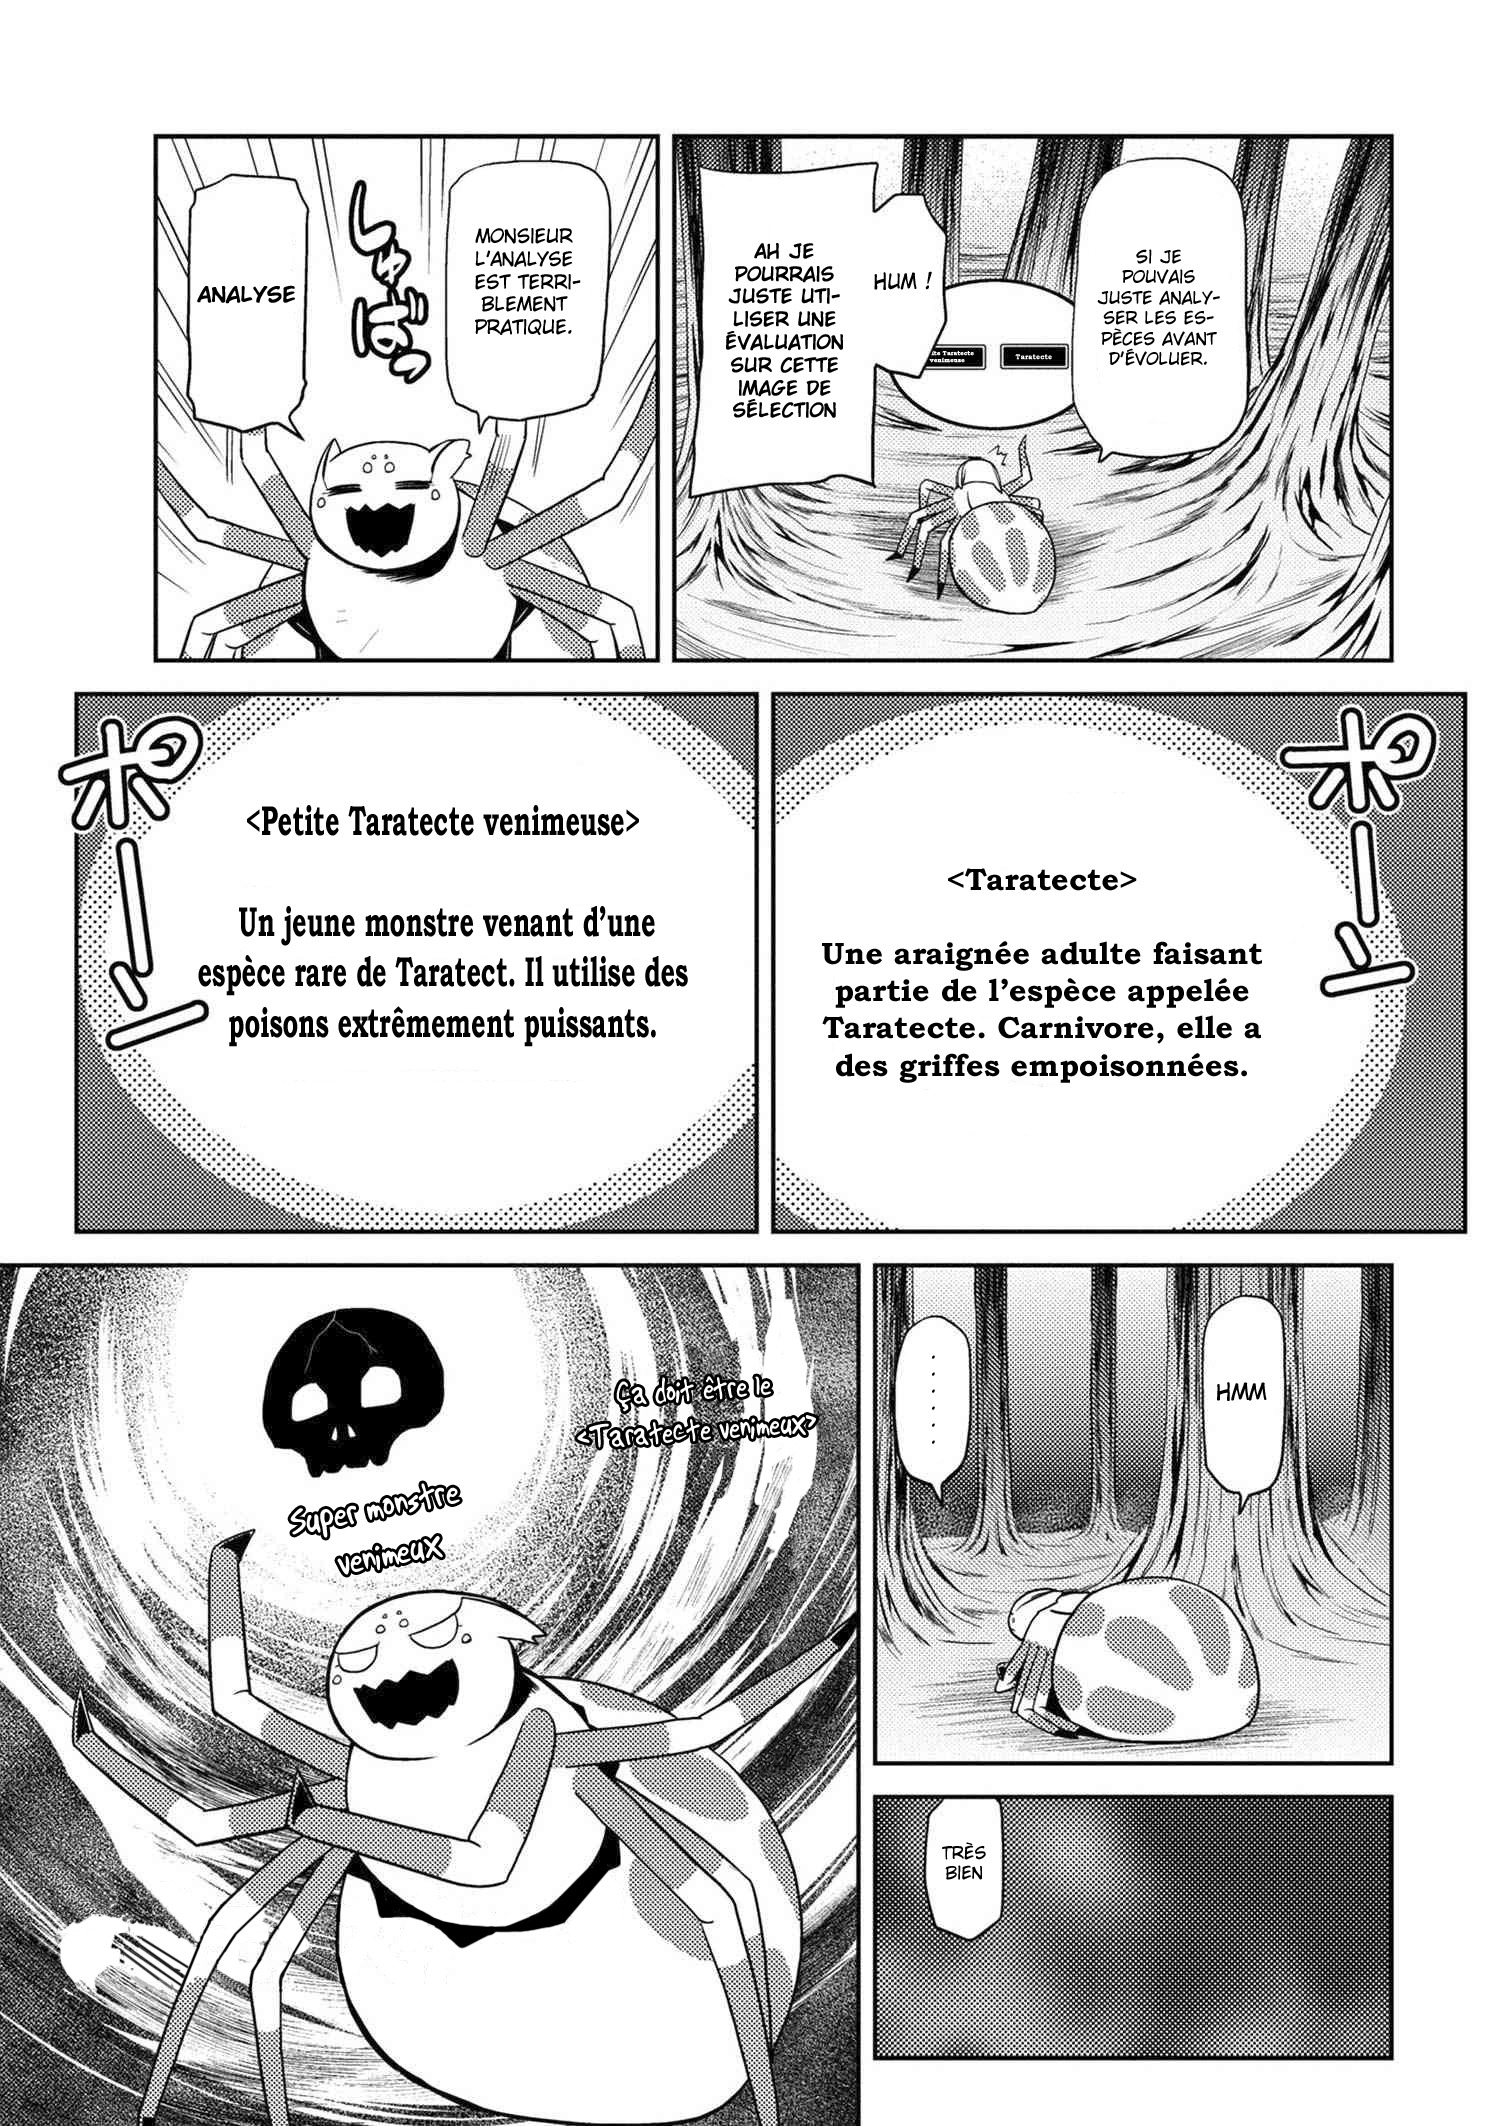 SI JE
POUVAIS
JUSTE ANALY-
SER LES ES-
PÈCES AVANT
D'ÉVOLUER.
Taratecte
Taratecte
venimeuse
HUM !
AH JE
POURRAIS
JUSTE UTI-
LISER UNE
ÉVALUATION
SUR CETTE
IMAGE DE
SÉLECTION
MONSIEUR
L'ANALYSE
EST TERRI-
BLEMENT
PRATIQUE.
しゅばっ
ANALYSE
ポーン
<Taratecte>
Une araignée adulte faisant
partie de l'espèce appelée
Taratecte. Carnivore, elle a
des griffes empoisonnées.
ポーン
<Petite Taratecte venimeuse>
Un jeune monstre venant d'une
espèce rare de Taratect. Il utilise des
poisons extrêmement puissants.
HMM
. . . . . .
TRÈS
BIEN
Ça doit être le
<Taratecte venimeux>
Super monstre
venimeux